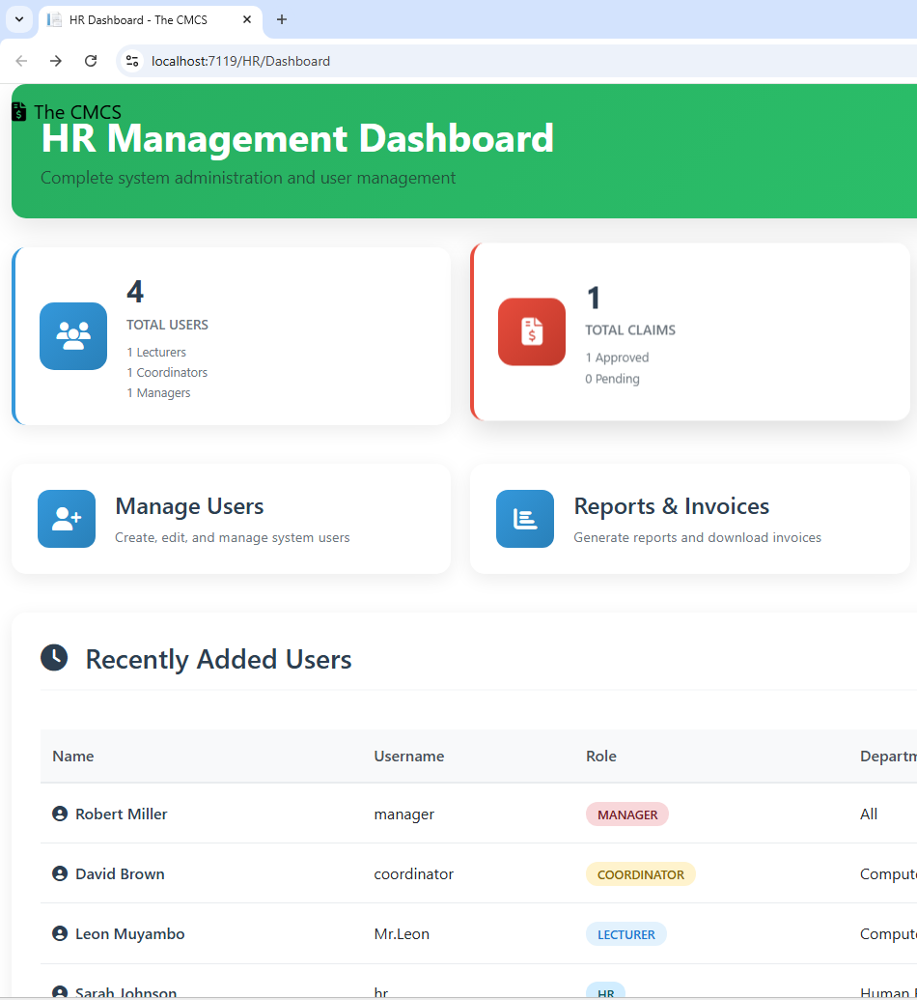 HR Dashboard - The CMCS
localhost:7119/HR/Dashboard
The CMCS
HR Management Dashboard
Complete system administration and user management
4
TOTAL USERS
1 Lecturers
1 Coordinators
1 Managers
1
TOTAL CLAIMS
1 Approved
0 Pending
Manage Users
Create, edit, and manage system users
Reports & Invoices
Generate reports and download invoices
Recently Added Users
Name Username Role Departm
Robert Miller manager MANAGER All
David Brown coordinator COORDINATOR Compute
Leon Muyambo Mr.Leon LECTURER Compute
Sarah Johnson hr HR Human